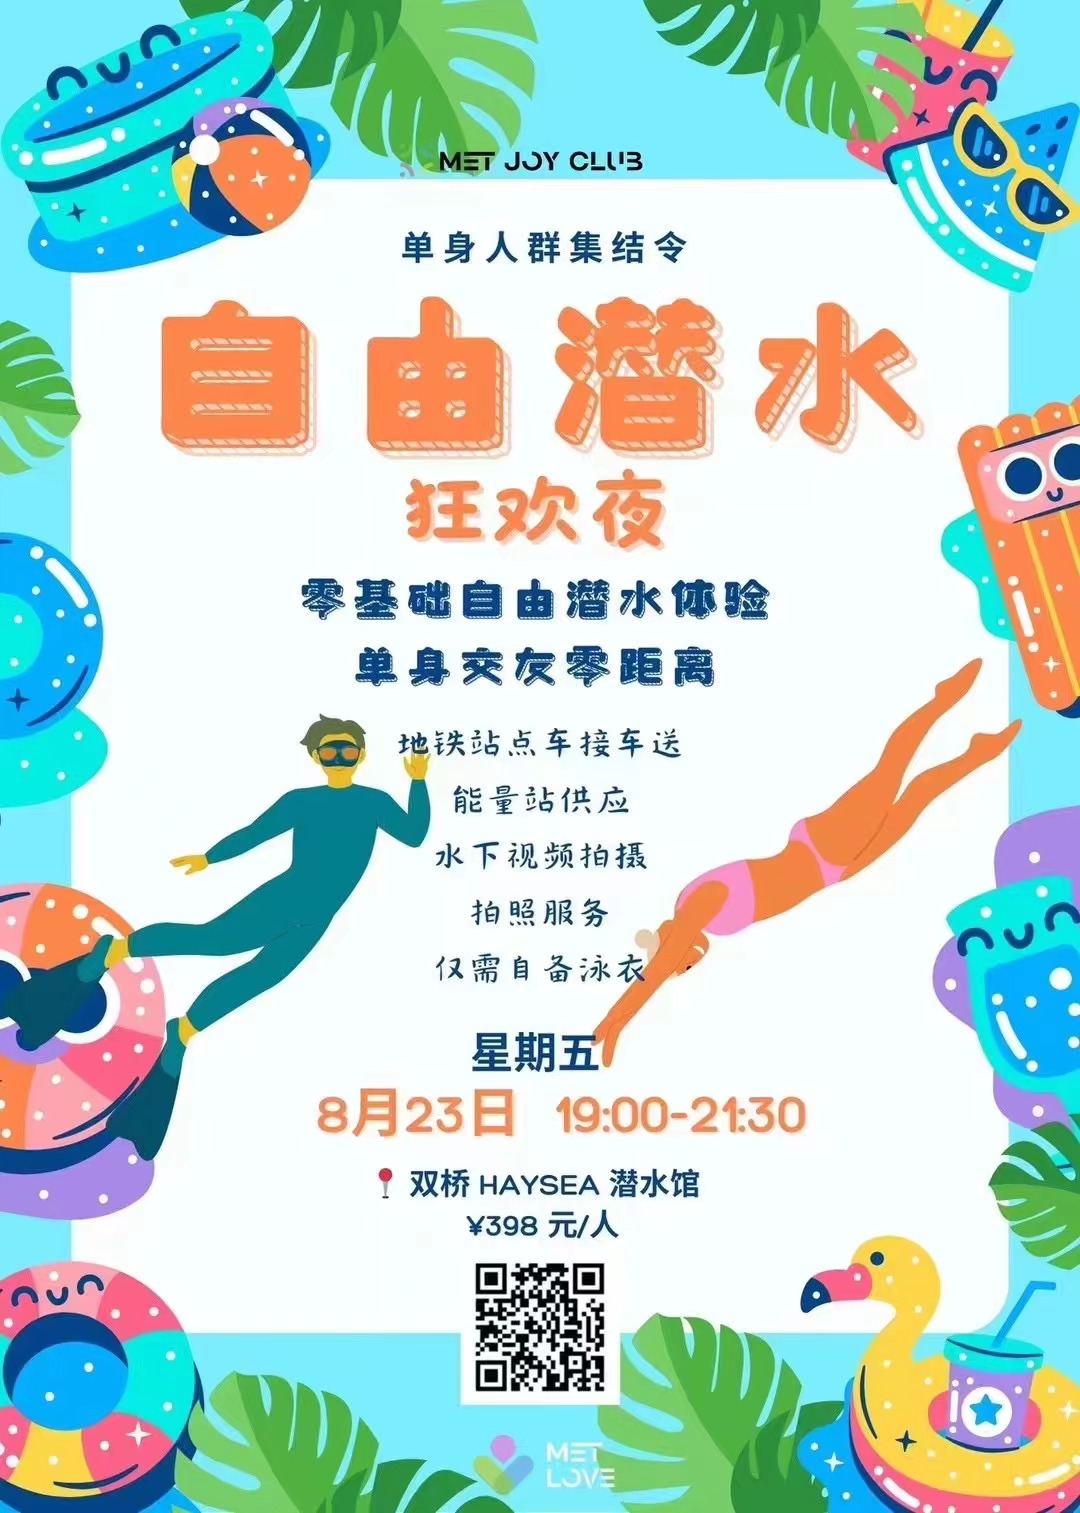 MET JOY CLUB
单身人群集结令
自由潜水
狂欢夜
零基础自由潜水体验
单身交友零距离
地铁站点车接车送
能量站供应
水下视频拍摄
拍照服务
仅需自备泳衣
星期五
8月23日 19:00-21:30
双桥 HAYSEA 潜水馆
¥398 元/人
MET
LOVE